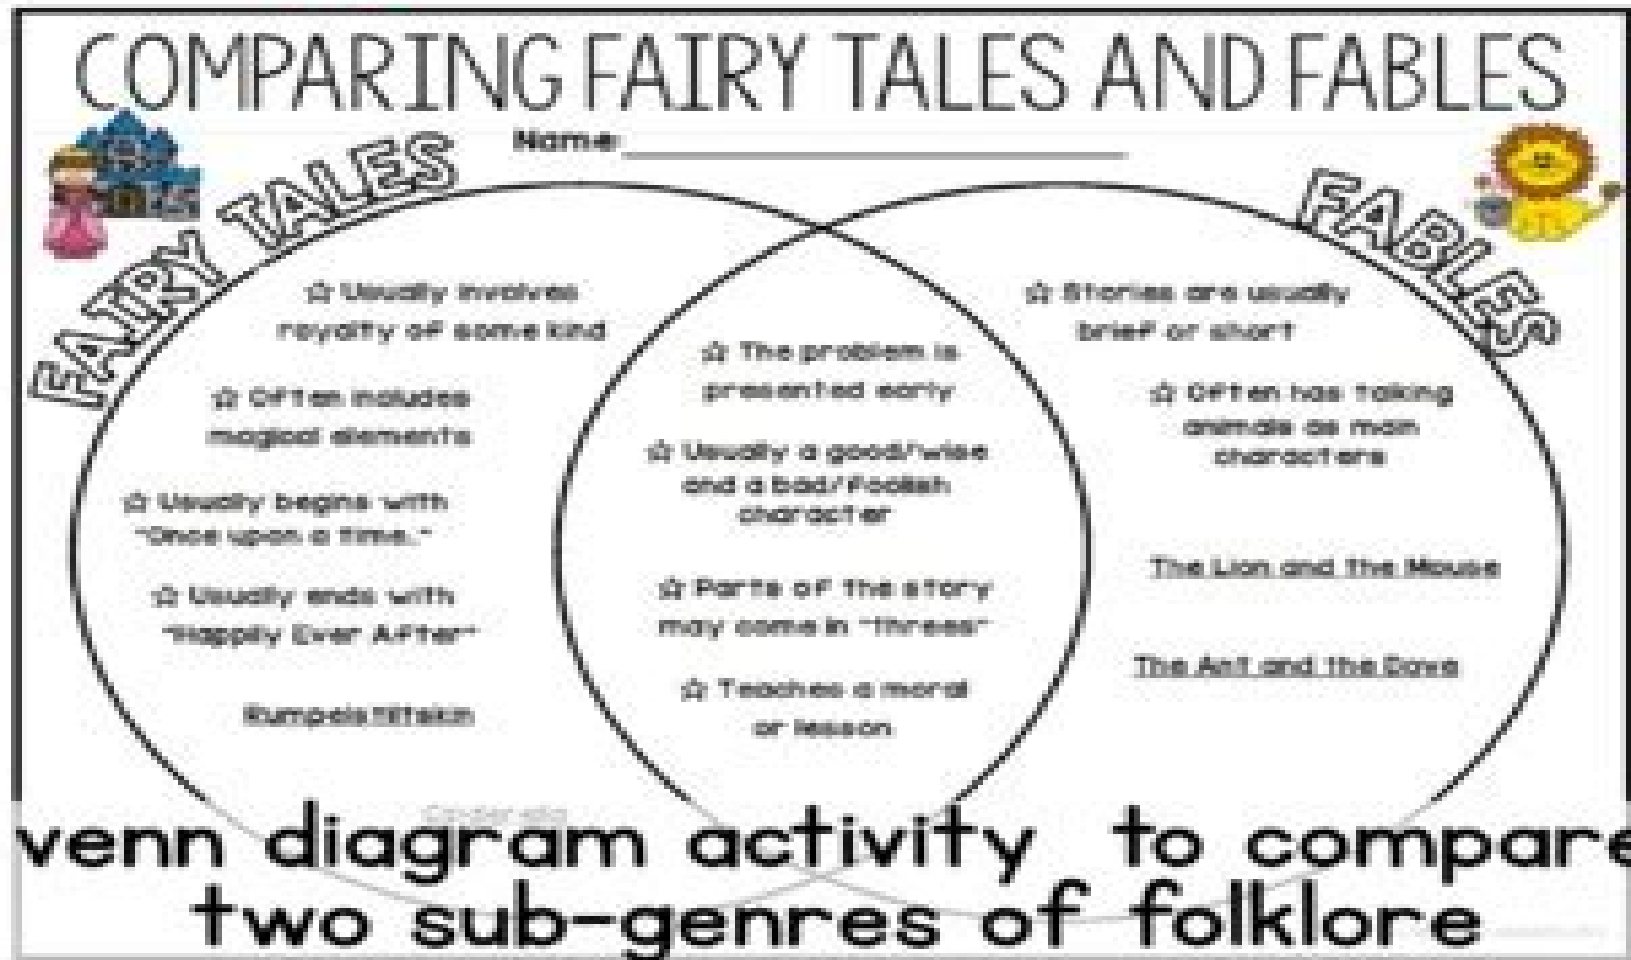 COMPARING FAIRY TALES AND FABLES
Name
FAIRY TALES
☆ Usually involves
royalty of some kind
☆ Often includes
magical elements
☆ Usually begins with
"Once upon a time."
☆ Usually ends with
"Happily Ever After"
Rumpelstiltskin
Cinderella
☆ The problem is
presented early
☆ Usually a good/wise
and a bad/foolish
character
☆ Parts of the story
may come in "threes"
☆ Teaches a moral
or lesson
FABLES
☆ Stories are usually
brief or short
☆ Often has talking
animals as main
characters
The Lion and the Mouse
The Ant and the Dove
venn diagram activity to compare
two sub-genres of folklore